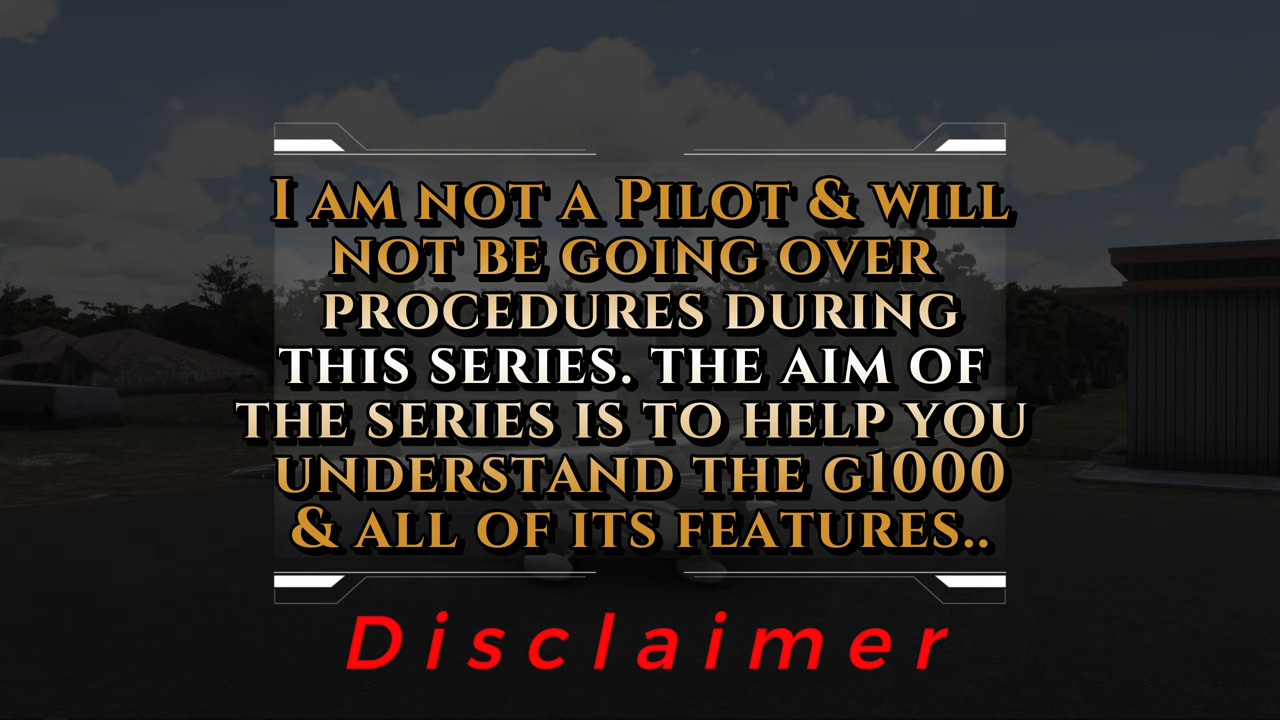 I AM NOT A PILOT & WILL
NOT BE GOING OVER
PROCEDURES DURING
THIS SERIES. THE AIM OF
THE SERIES IS TO HELP YOU
UNDERSTAND THE G1000
& ALL OF ITS FEATURES..
Disclaimer